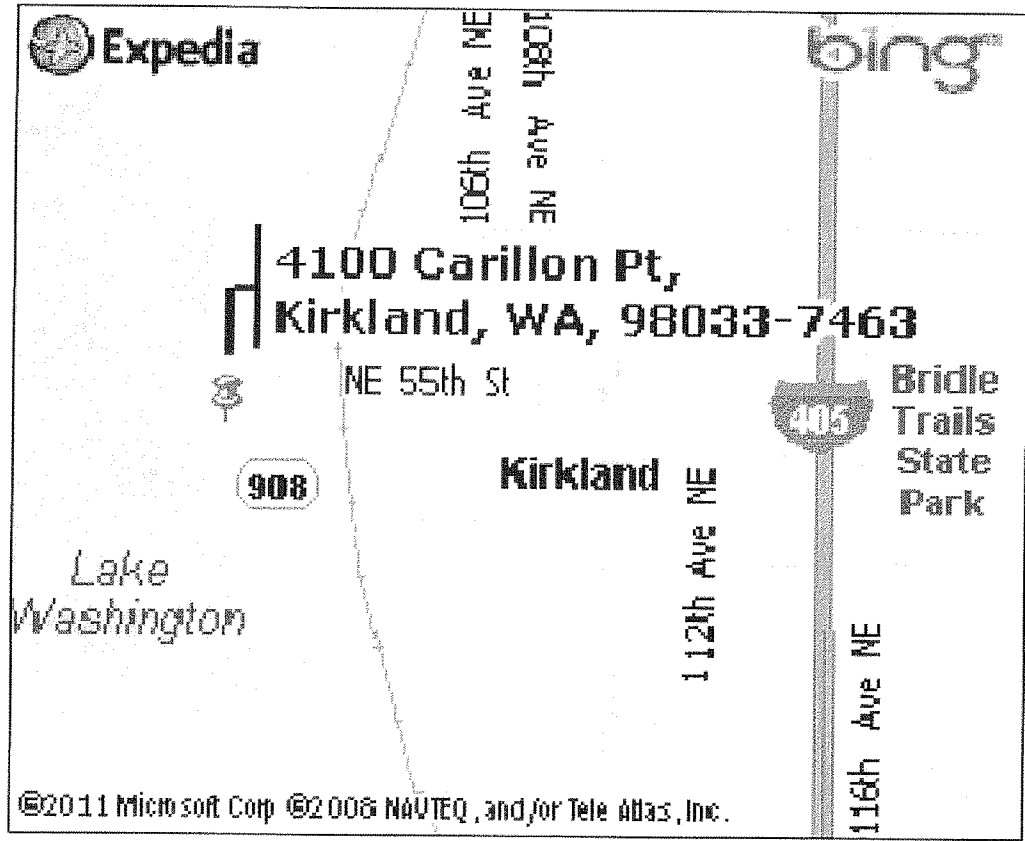 Expedia
bing
106th Ave NE
108th Ave NE
4100 Carillon Pt,
Kirkland, WA, 98033-7463
NE 55th St
405
Bridle
Trails
State
Park
908
Kirkland
112th Ave NE
Lake
Washington
116th Ave NE
©2011 Microsoft Corp ©2008 NAVTEQ, and/or Tele Atlas, Inc.